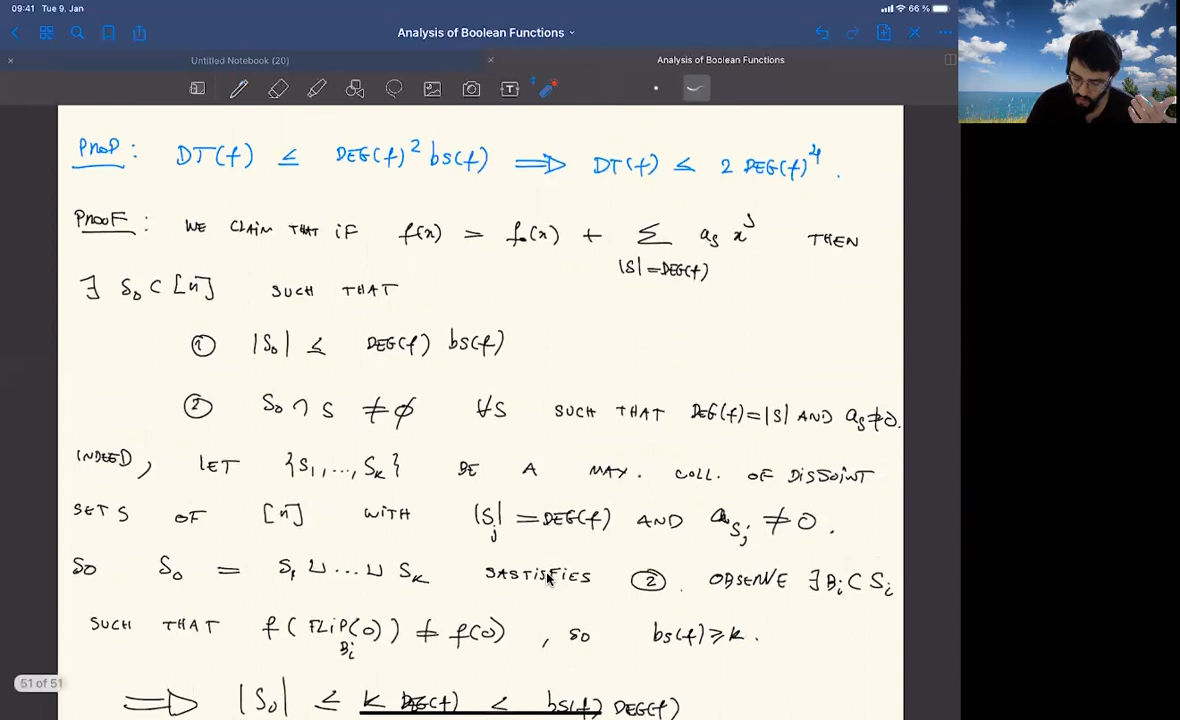 09:41 Tue 9. Jan
66 %
Analysis of Boolean Functions
Untitled Notebook (20)
Analysis of Boolean Functions
PROP: DT(f) ≤ DEG(f)² bs(f) ⟹ DT(f) ≤ 2 DEG(f)⁴.
PROOF: WE CLAIM THAT IF f(x) = f₀(x) + Σ_{|S|=DEG(f)} a_S x^S THEN
∃ S₀ ⊂ [n] SUCH THAT
① |S₀| ≤ DEG(f) bs(f)
② S₀ ∩ S ≠ ∅ ∀S SUCH THAT DEG(f)=|S| AND a_S ≠ 0.
INDEED, LET {S₁, ..., S_k} BE A MAX. COLL. OF DISJOINT
SETS OF [n] WITH |S_j| = DEG(f) AND a_{S_j} ≠ 0.
SO S₀ = S₁ ⊔ ... ⊔ S_k SASTISFIES ②. OBSERVE ∃ B_i ⊂ S_i
SUCH THAT f(FLIP_{B_i}(0)) ≠ f(0), SO bs(f) ≥ k.
51 of 51
⟹ |S₀| ≤ k DEG(f) < bs(f) DEG(f)